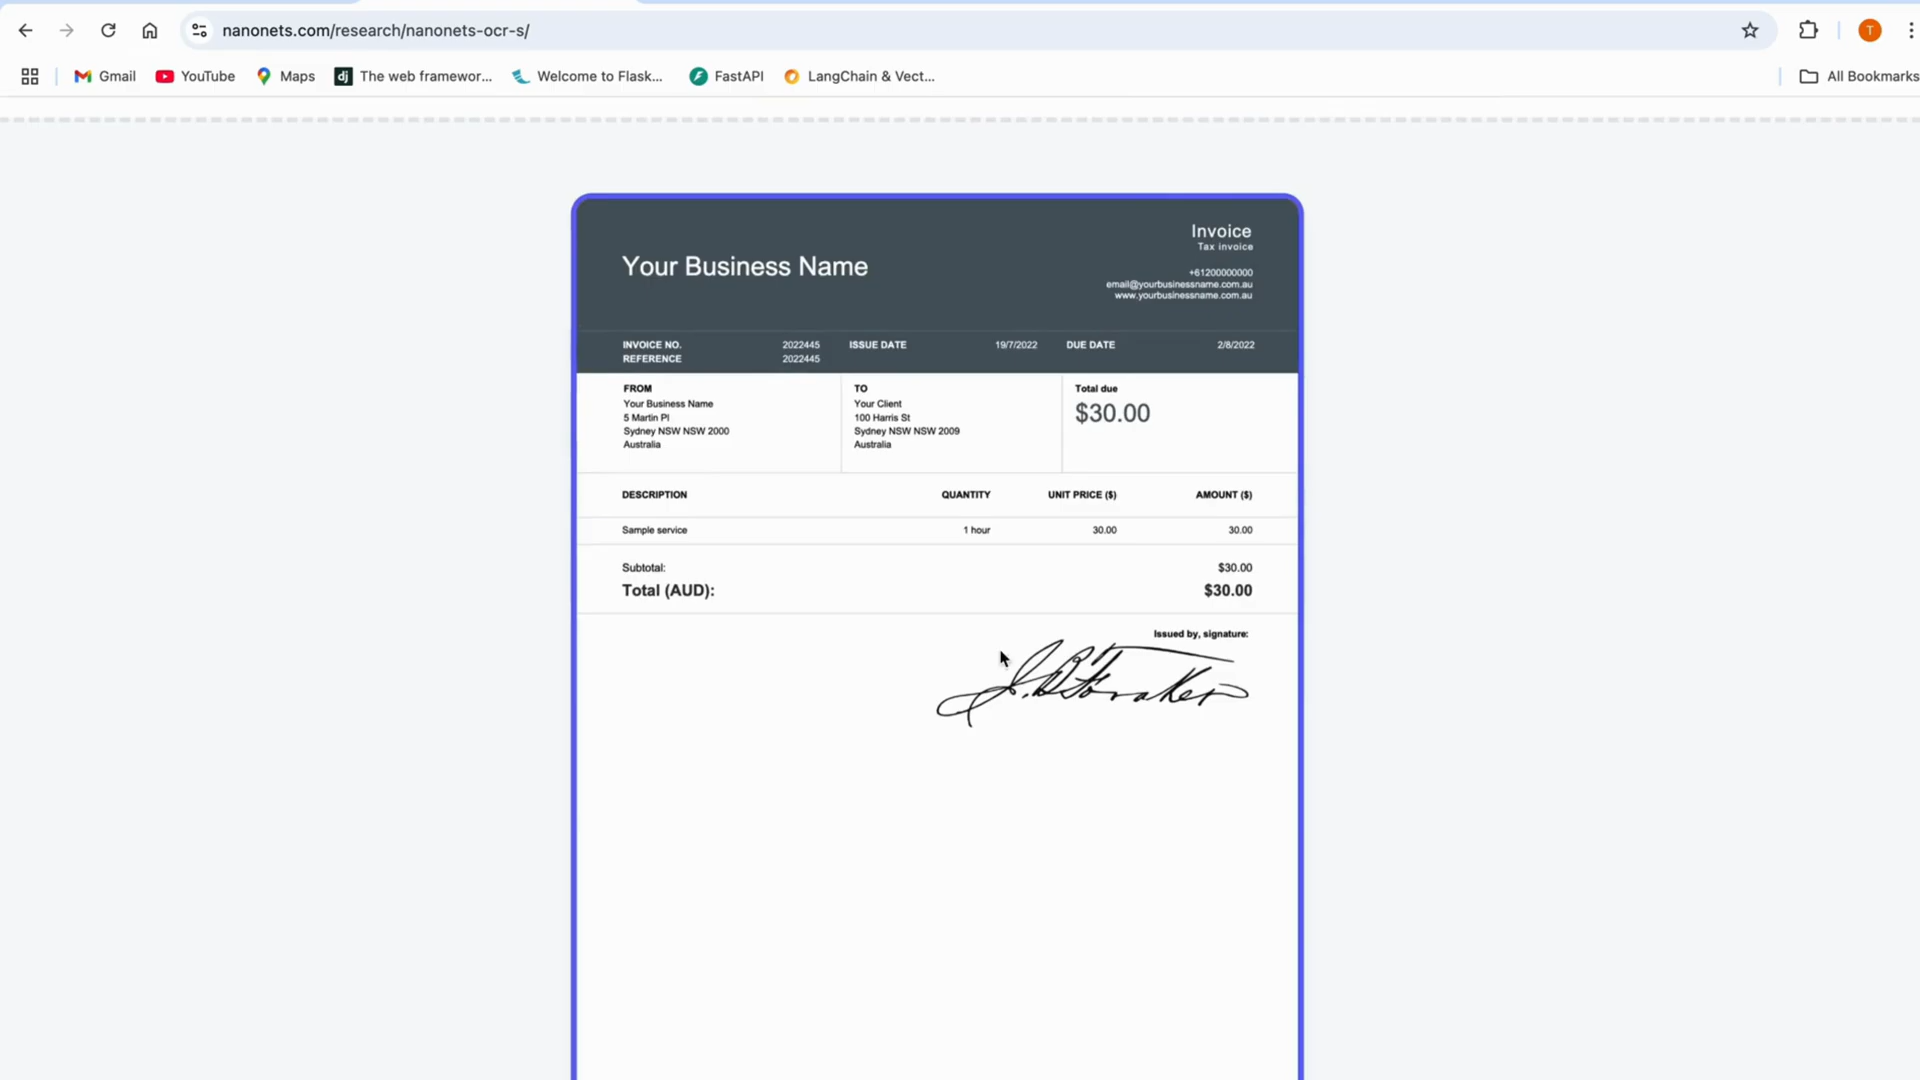 nanonets.com/research/nanonets-ocr-s/
T
Gmail YouTube Maps dj The web framewor... Welcome to Flask... FastAPI LangChain & Vect... All Bookmarks
Invoice
Tax invoice
Your Business Name
+61200000000
email@yourbusinessname.com.au
www.yourbusinessname.com.au
INVOICE NO. 2022445 ISSUE DATE 19/7/2022 DUE DATE 2/8/2022
REFERENCE 2022445
FROM
Your Business Name
5 Martin Pl
Sydney NSW NSW 2000
Australia
TO
Your Client
100 Harris St
Sydney NSW NSW 2009
Australia
Total due
$30.00
DESCRIPTION QUANTITY UNIT PRICE ($) AMOUNT ($)
Sample service 1 hour 30.00 30.00
Subtotal: $30.00
Total (AUD): $30.00
Issued by, signature: